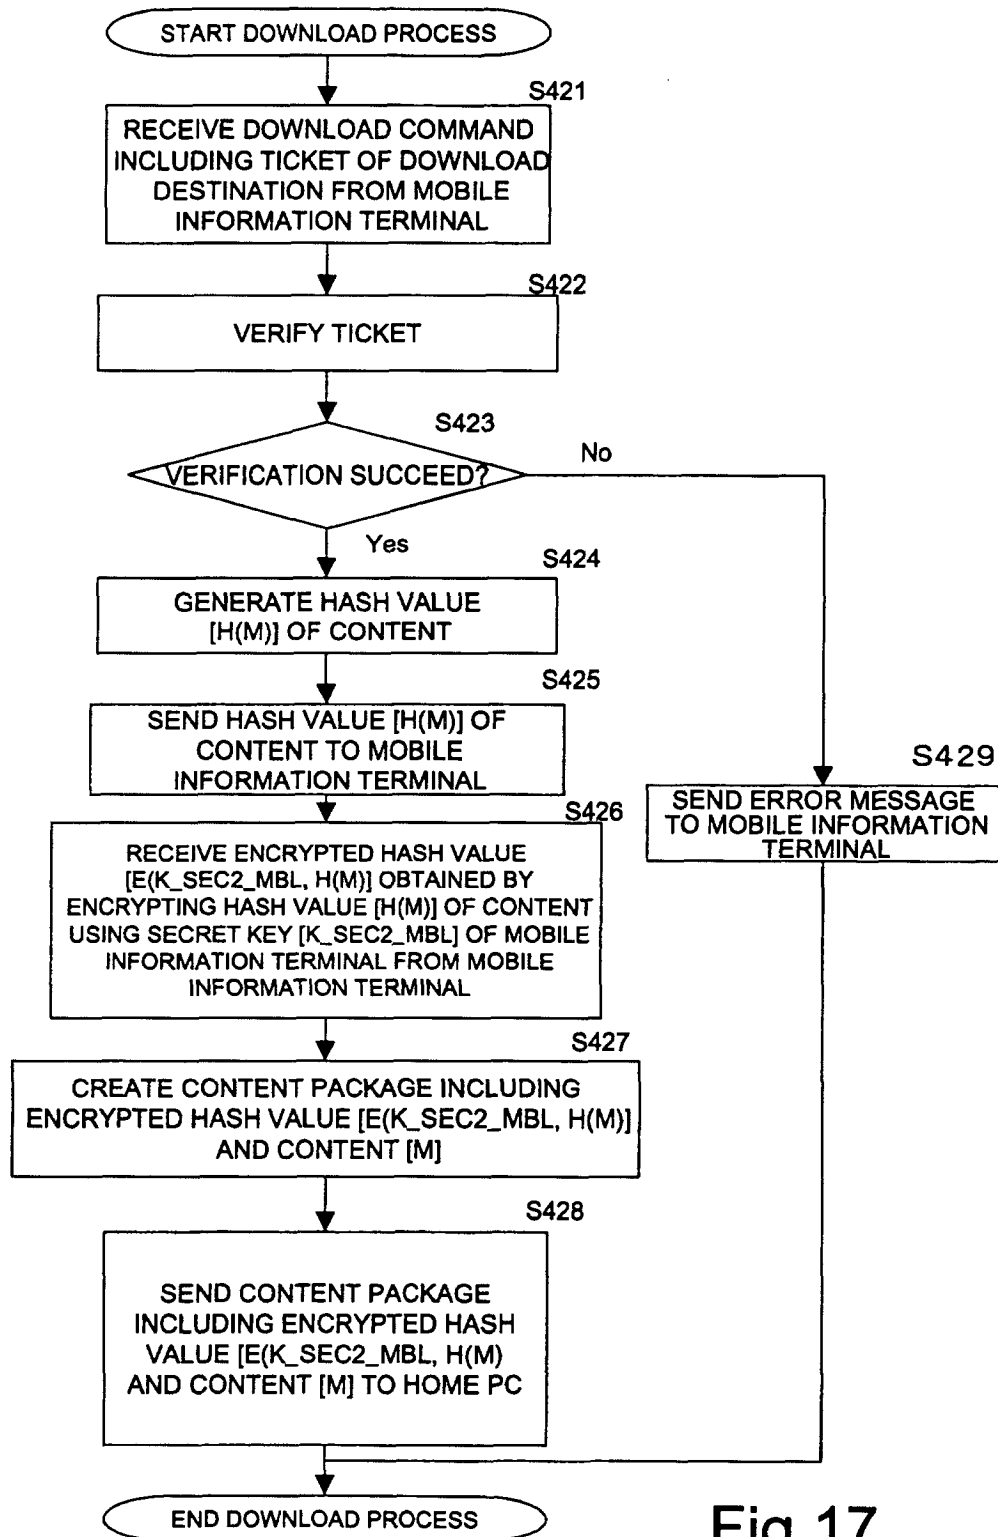 START DOWNLOAD PROCESS
S421
RECEIVE DOWNLOAD COMMAND
INCLUDING TICKET OF DOWNLOAD
DESTINATION FROM MOBILE
INFORMATION TERMINAL
S422
VERIFY TICKET
S423
VERIFICATION SUCCEED?
No
Yes
S424
GENERATE HASH VALUE
[H(M)] OF CONTENT
S425
SEND HASH VALUE [H(M)] OF
CONTENT TO MOBILE
INFORMATION TERMINAL
S429
SEND ERROR MESSAGE
TO MOBILE INFORMATION
TERMINAL
S426
RECEIVE ENCRYPTED HASH VALUE
[E(K_SEC2_MBL, H(M)] OBTAINED BY
ENCRYPTING HASH VALUE [H(M)] OF CONTENT
USING SECRET KEY [K_SEC2_MBL] OF MOBILE
INFORMATION TERMINAL FROM MOBILE
INFORMATION TERMINAL
S427
CREATE CONTENT PACKAGE INCLUDING
ENCRYPTED HASH VALUE [E(K_SEC2_MBL, H(M)]
AND CONTENT [M]
S428
SEND CONTENT PACKAGE
INCLUDING ENCRYPTED HASH
VALUE [E(K_SEC2_MBL, H(M)
AND CONTENT [M] TO HOME PC
END DOWNLOAD PROCESS
Fig.17